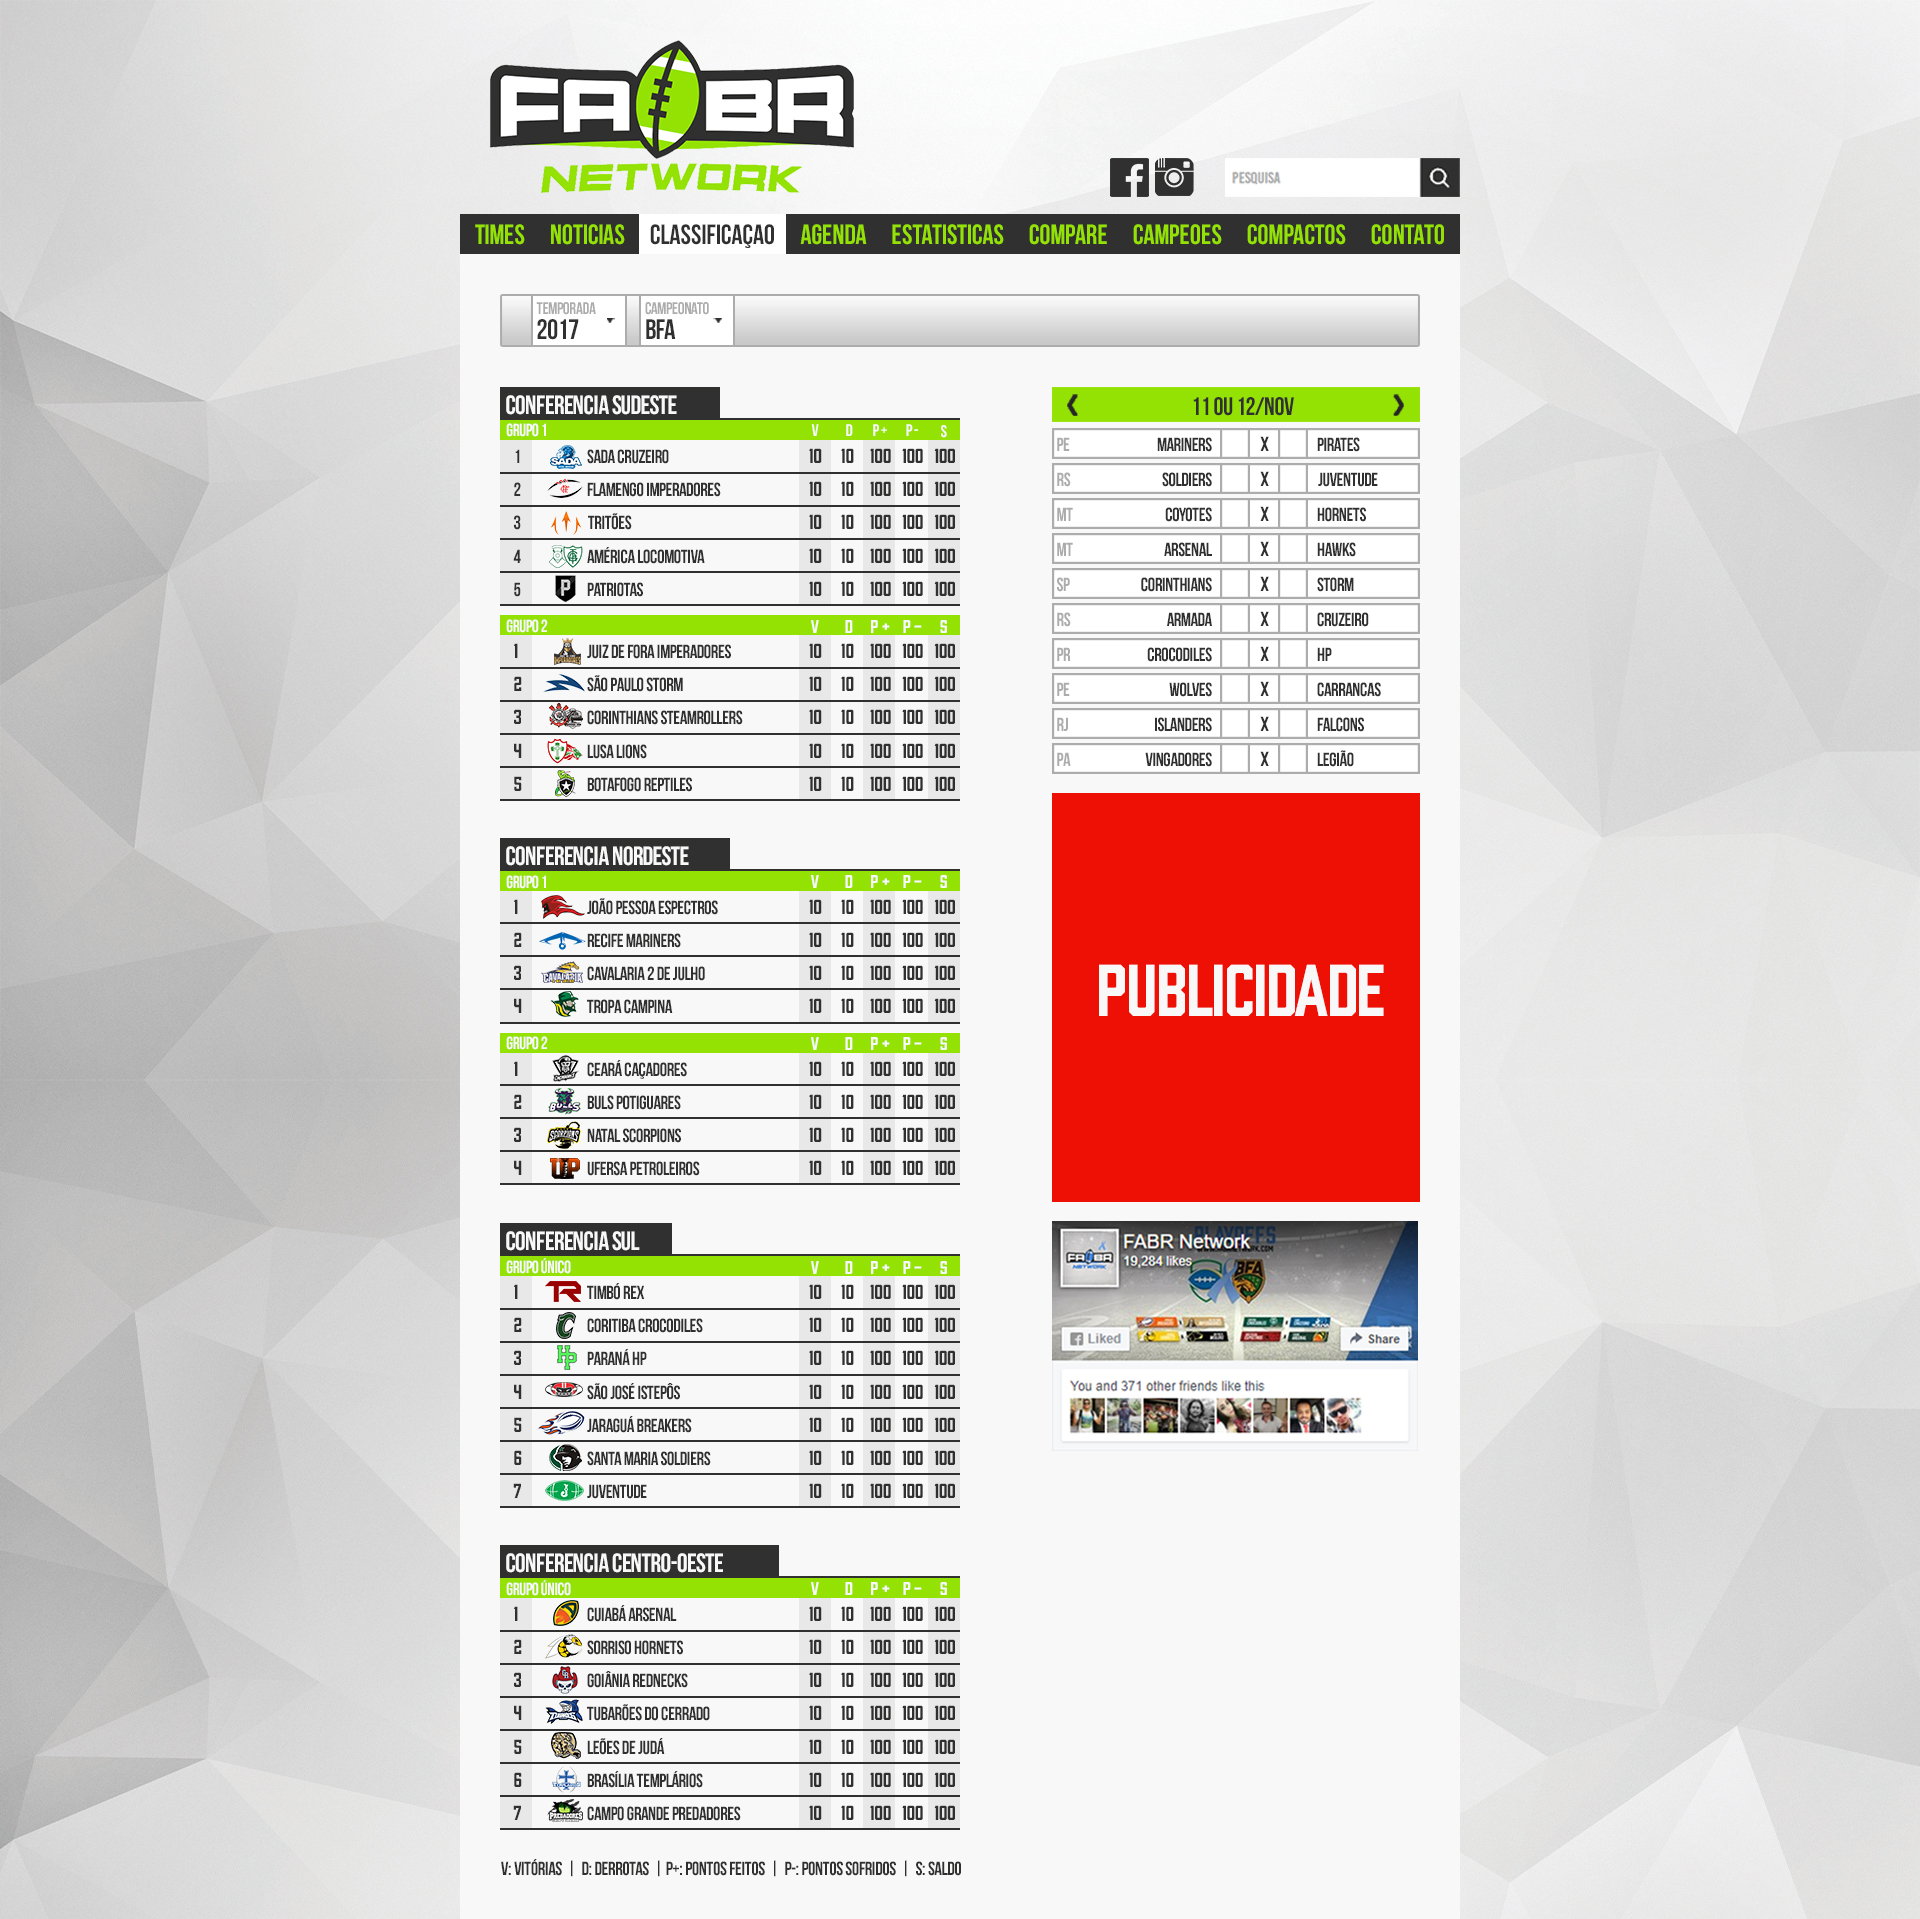 FABR
NETWORK
PESQUISA
TIMES NOTICIAS CLASSIFICAÇAO AGENDA ESTATISTICAS COMPARE CAMPEOES COMPACTOS CONTATO
TEMPORADA
2017
CAMPEONATO
BFA
CONFERENCIA SUDESTE
GRUPO 1 V D P+ P- S
1 SADA CRUZEIRO 10 10 100 100 100
2 FLAMENGO IMPERADORES 10 10 100 100 100
3 TRITÕES 10 10 100 100 100
4 AMÉRICA LOCOMOTIVA 10 10 100 100 100
5 PATRIOTAS 10 10 100 100 100
GRUPO 2 V D P+ P- S
1 JUIZ DE FORA IMPERADORES 10 10 100 100 100
2 SÃO PAULO STORM 10 10 100 100 100
3 CORINTHIANS STEAMROLLERS 10 10 100 100 100
4 LUSA LIONS 10 10 100 100 100
5 BOTAFOGO REPTILES 10 10 100 100 100
CONFERENCIA NORDESTE
GRUPO 1 V D P+ P- S
1 JOÃO PESSOA ESPECTROS 10 10 100 100 100
2 RECIFE MARINERS 10 10 100 100 100
3 CAVALARIA 2 DE JULHO 10 10 100 100 100
4 TROPA CAMPINA 10 10 100 100 100
GRUPO 2 V D P+ P- S
1 CEARÁ CAÇADORES 10 10 100 100 100
2 BULS POTIGUARES 10 10 100 100 100
3 NATAL SCORPIONS 10 10 100 100 100
4 UFERSA PETROLEIROS 10 10 100 100 100
CONFERENCIA SUL
GRUPO ÚNICO V D P+ P- S
1 TIMBÓ REX 10 10 100 100 100
2 CORITIBA CROCODILES 10 10 100 100 100
3 PARANÁ HP 10 10 100 100 100
4 SÃO JOSÉ ISTEPÔS 10 10 100 100 100
5 JARAGUÁ BREAKERS 10 10 100 100 100
6 SANTA MARIA SOLDIERS 10 10 100 100 100
7 JUVENTUDE 10 10 100 100 100
CONFERENCIA CENTRO-OESTE
GRUPO ÚNICO V D P+ P- S
1 CUIABÁ ARSENAL 10 10 100 100 100
2 SORRISO HORNETS 10 10 100 100 100
3 GOIÂNIA REDNECKS 10 10 100 100 100
4 TUBARÕES DO CERRADO 10 10 100 100 100
5 LEÕES DE JUDÁ 10 10 100 100 100
6 BRASÍLIA TEMPLÁRIOS 10 10 100 100 100
7 CAMPO GRANDE PREDADORES 10 10 100 100 100
V: VITÓRIAS | D: DERROTAS | P+: PONTOS FEITOS | P-: PONTOS SOFRIDOS | S: SALDO
11 OU 12/NOV
PE MARINERS X PIRATES
RS SOLDIERS X JUVENTUDE
MT COYOTES X HORNETS
MT ARSENAL X HAWKS
SP CORINTHIANS X STORM
RS ARMADA X CRUZEIRO
PR CROCODILES X HP
PE WOLVES X CARRANCAS
RJ ISLANDERS X FALCONS
PA VINGADORES X LEGIÃO
PUBLICIDADE
PLAYOFFS
FABR Network
19,284 likes
FABR
NETWORK
BFA
Liked
Share
You and 371 other friends like this